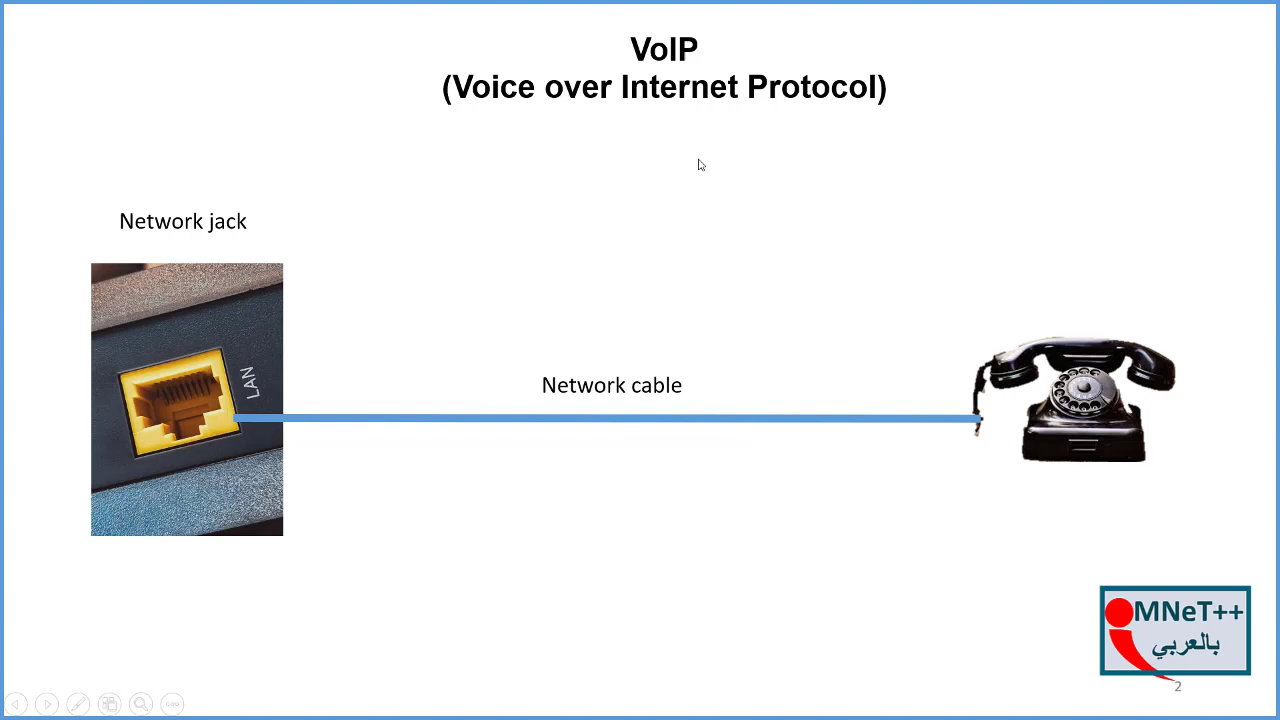 VoIP
(Voice over Internet Protocol)
Network jack
LAN
Network cable
OMNeT++
بالعربي
2